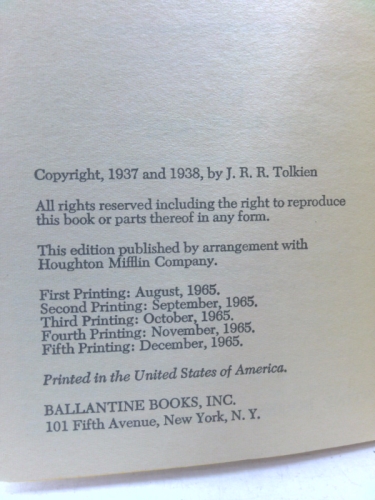 Copyright, 1937 and 1938, by J. R. R. Tolkien
All rights reserved including the right to reproduce
this book or parts thereof in any form.
This edition published by arrangement with
Houghton Mifflin Company.
First Printing: August, 1965.
Second Printing: September, 1965.
Third Printing: October, 1965.
Fourth Printing: November, 1965.
Fifth Printing: December, 1965.
Printed in the United States of America.
BALLANTINE BOOKS, INC.
101 Fifth Avenue, New York, N. Y.